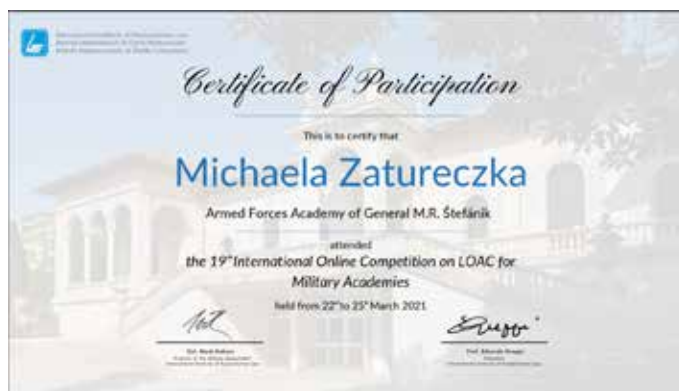 Certificate of Participation
This is to certify that
Michaela Zatureczka
Armed Forces Academy of General M.R. Štefánik
attended
the 19th International Online Competition on LOAC for
Military Academies
held from 22nd to 25th March 2021